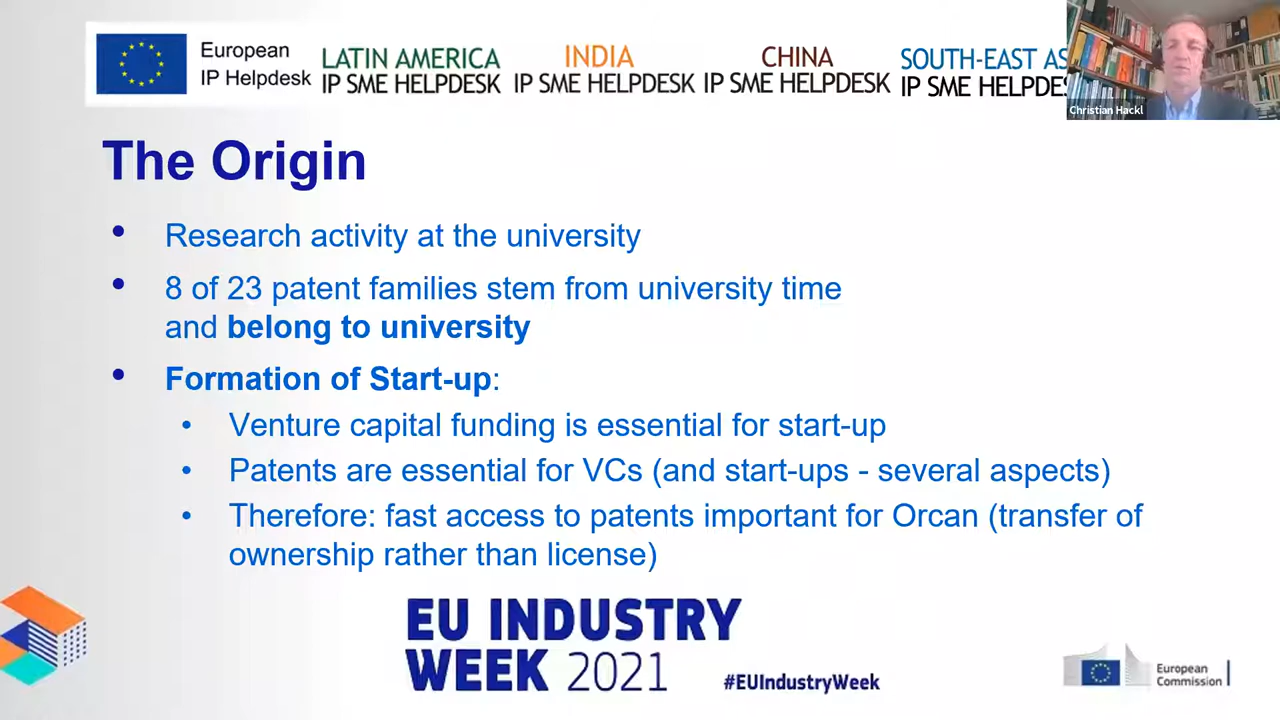 European
IP Helpdesk
LATIN AMERICA
IP SME HELPDESK
INDIA
IP SME HELPDESK
CHINA
IP SME HELPDESK
SOUTH-EAST AS
IP SME HELPDES
Christian Hackl
The Origin
• Research activity at the university
• 8 of 23 patent families stem from university time
and belong to university
• Formation of Start-up:
• Venture capital funding is essential for start-up
• Patents are essential for VCs (and start-ups - several aspects)
• Therefore: fast access to patents important for Orcan (transfer of
ownership rather than license)
EU INDUSTRY
WEEK 2021
#EUIndustryWeek
European
Commission